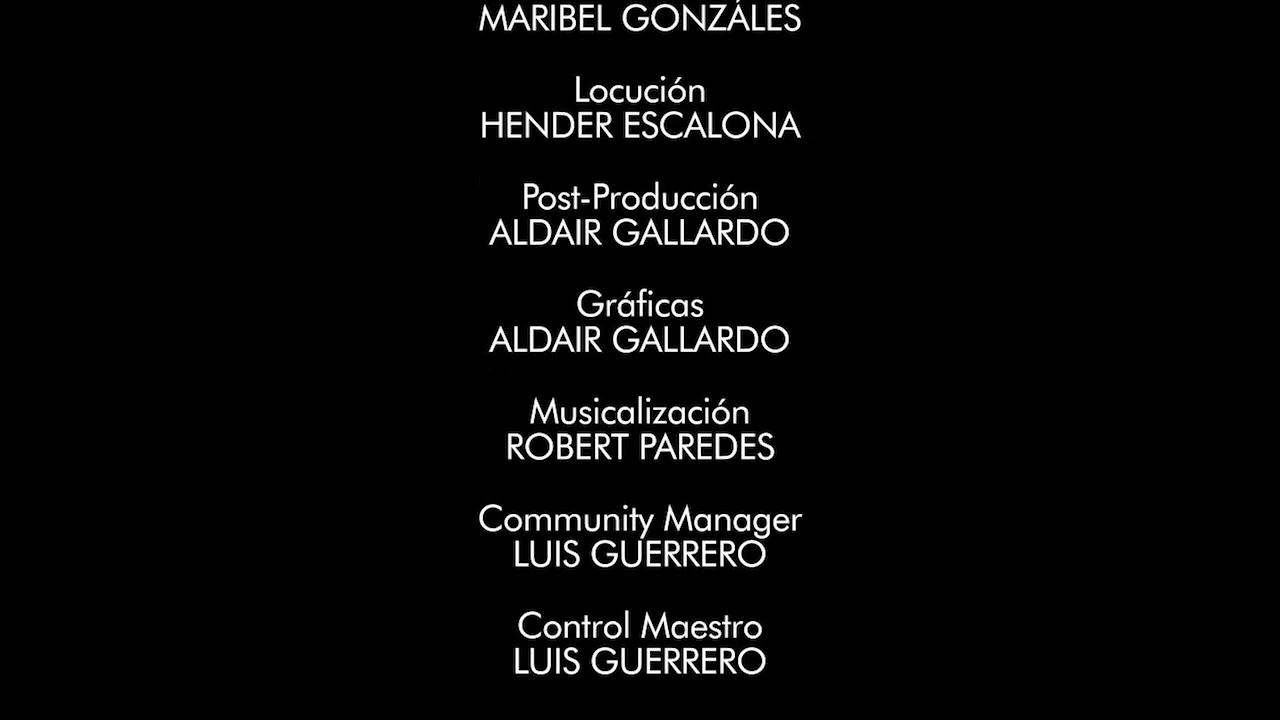 MARIBEL GONZÁLES
Locución
HENDER ESCALONA
Post-Producción
ALDAIR GALLARDO
Gráficas
ALDAIR GALLARDO
Musicalización
ROBERT PAREDES
Community Manager
LUIS GUERRERO
Control Maestro
LUIS GUERRERO